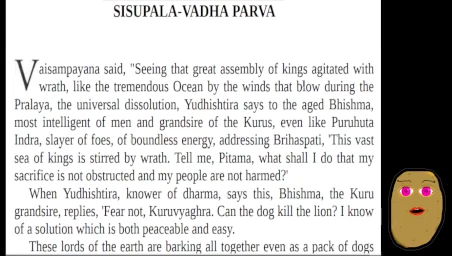 SISUPALA-VADHA PARVA
Vaisampayana said, "Seeing that great assembly of kings agitated with
wrath, like the tremendous Ocean by the winds that blow during the
Pralaya, the universal dissolution, Yudhishtira says to the aged Bhishma,
most intelligent of men and grandsire of the Kurus, even like Puruhuta
Indra, slayer of foes, of boundless energy, addressing Brihaspati, 'This vast
sea of kings is stirred by wrath. Tell me, Pitama, what shall I do that my
sacrifice is not obstructed and my people are not harmed?'
When Yudhishtira, knower of dharma, says this, Bhishma, the Kuru
grandsire, replies, 'Fear not, Kuruvyaghra. Can the dog kill the lion? I know
of a solution which is both peaceable and easy.
These lords of the earth are barking all together even as a pack of dogs